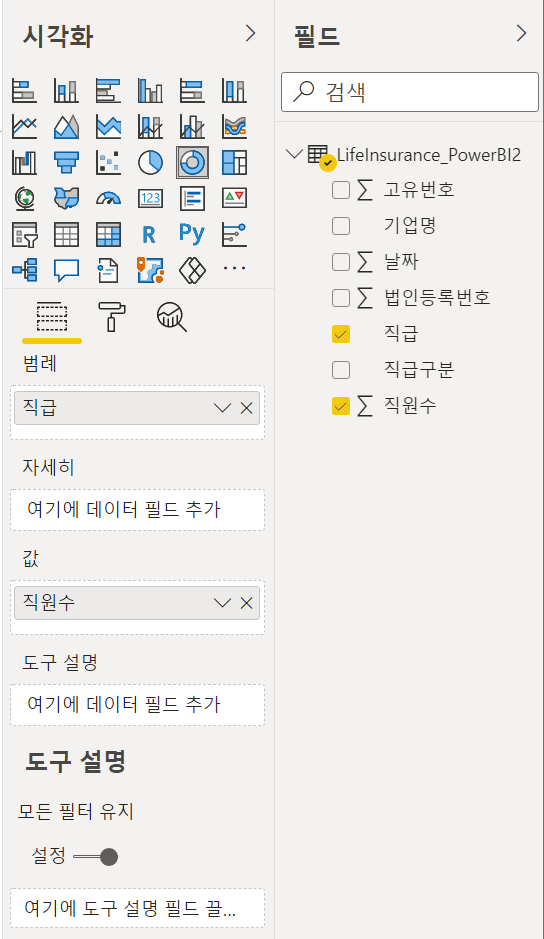 시각화
123
R
Py
범례
직급
자세히
여기에 데이터 필드 추가
값
직원수
도구 설명
여기에 데이터 필드 추가
도구 설명
모든 필터 유지
설정
여기에 도구 설명 필드 끌...
필드
검색
LifeInsurance_PowerBI2
∑ 고유번호
기업명
∑ 날짜
∑ 법인등록번호
직급
직급구분
∑ 직원수